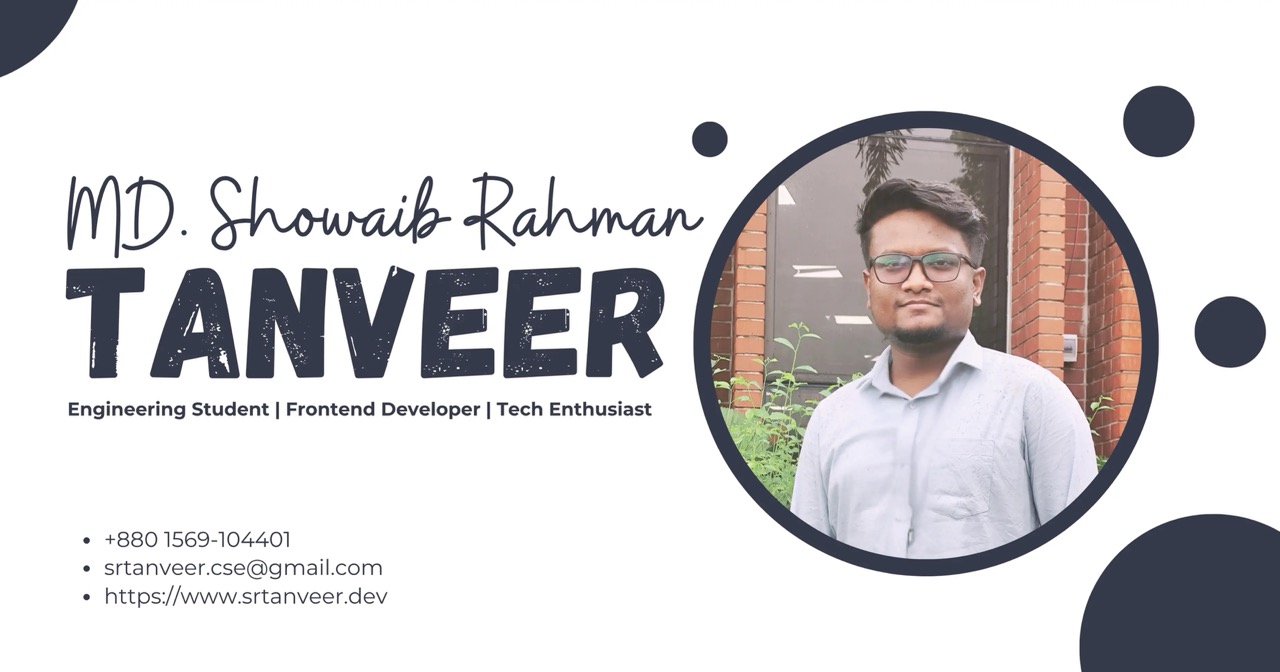 MD. Showaib Rahman
TANVEER
Engineering Student | Frontend Developer | Tech Enthusiast
• +880 1569-104401
• srtanveer.cse@gmail.com
• https://www.srtanveer.dev